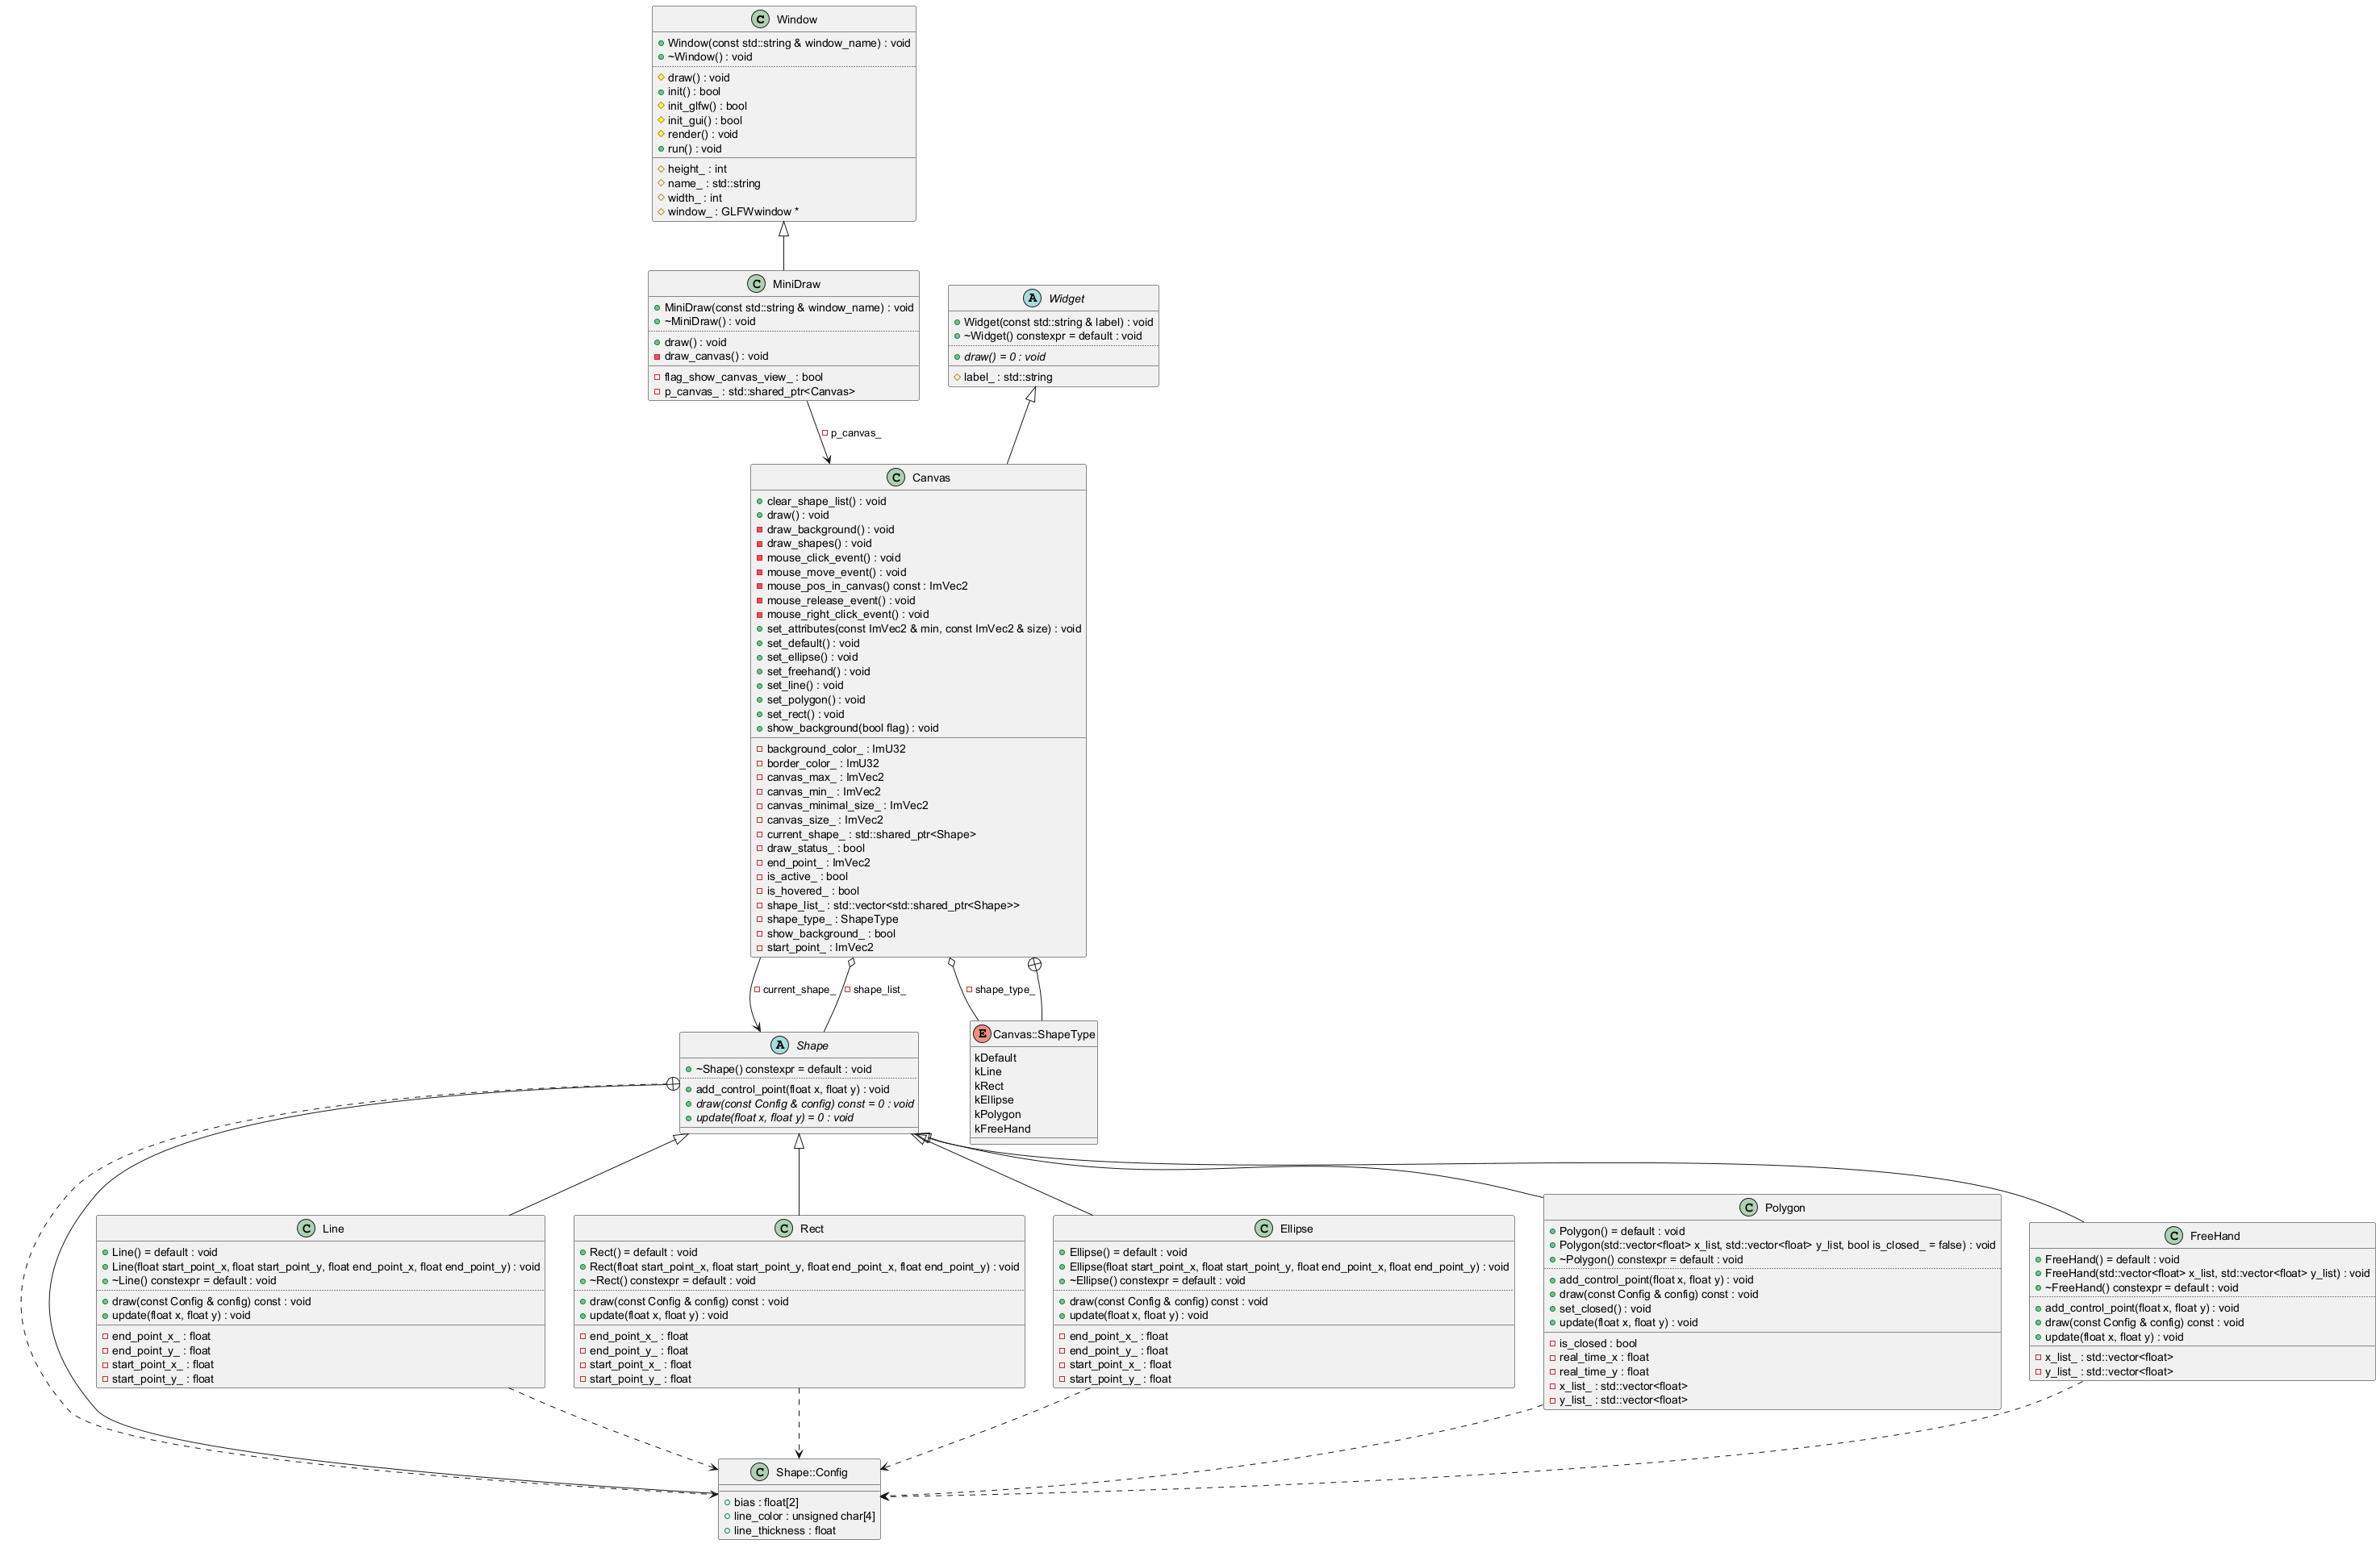 C Window
Window(const std::string & window_name) : void
~Window() : void
draw() : void
init() : bool
init_glfw() : bool
init_gui() : bool
render() : void
run() : void
height_ : int
name_ : std::string
width_ : int
window_ : GLFWwindow *
C MiniDraw
MiniDraw(const std::string & window_name) : void
~MiniDraw() : void
draw() : void
draw_canvas() : void
flag_show_canvas_view_ : bool
p_canvas_ : std::shared_ptr<Canvas>
A Widget
Widget(const std::string & label) : void
~Widget() constexpr = default : void
draw() = 0 : void
label_ : std::string
p_canvas_
C Canvas
clear_shape_list() : void
draw() : void
draw_background() : void
draw_shapes() : void
mouse_click_event() : void
mouse_move_event() : void
mouse_pos_in_canvas() const : ImVec2
mouse_release_event() : void
mouse_right_click_event() : void
set_attributes(const ImVec2 & min, const ImVec2 & size) : void
set_default() : void
set_ellipse() : void
set_freehand() : void
set_line() : void
set_polygon() : void
set_rect() : void
show_background(bool flag) : void
background_color_ : ImU32
border_color_ : ImU32
canvas_max_ : ImVec2
canvas_min_ : ImVec2
canvas_minimal_size_ : ImVec2
canvas_size_ : ImVec2
current_shape_ : std::shared_ptr<Shape>
draw_status_ : bool
end_point_ : ImVec2
is_active_ : bool
is_hovered_ : bool
shape_list_ : std::vector<std::shared_ptr<Shape>>
shape_type_ : ShapeType
show_background_ : bool
start_point_ : ImVec2
current_shape_
shape_list_
shape_type_
A Shape
~Shape() constexpr = default : void
add_control_point(float x, float y) : void
draw(const Config & config) const = 0 : void
update(float x, float y) = 0 : void
E Canvas::ShapeType
kDefault
kLine
kRect
kEllipse
kPolygon
kFreeHand
C Line
Line() = default : void
Line(float start_point_x, float start_point_y, float end_point_x, float end_point_y) : void
~Line() constexpr = default : void
draw(const Config & config) const : void
update(float x, float y) : void
end_point_x_ : float
end_point_y_ : float
start_point_x_ : float
start_point_y_ : float
C Rect
Rect() = default : void
Rect(float start_point_x, float start_point_y, float end_point_x, float end_point_y) : void
~Rect() constexpr = default : void
draw(const Config & config) const : void
update(float x, float y) : void
end_point_x_ : float
end_point_y_ : float
start_point_x_ : float
start_point_y_ : float
C Ellipse
Ellipse() = default : void
Ellipse(float start_point_x, float start_point_y, float end_point_x, float end_point_y) : void
~Ellipse() constexpr = default : void
draw(const Config & config) const : void
update(float x, float y) : void
end_point_x_ : float
end_point_y_ : float
start_point_x_ : float
start_point_y_ : float
C Polygon
Polygon() = default : void
Polygon(std::vector<float> x_list, std::vector<float> y_list, bool is_closed_ = false) : void
~Polygon() constexpr = default : void
add_control_point(float x, float y) : void
draw(const Config & config) const : void
set_closed() : void
update(float x, float y) : void
is_closed : bool
real_time_x : float
real_time_y : float
x_list_ : std::vector<float>
y_list_ : std::vector<float>
C FreeHand
FreeHand() = default : void
FreeHand(std::vector<float> x_list, std::vector<float> y_list) : void
~FreeHand() constexpr = default : void
add_control_point(float x, float y) : void
draw(const Config & config) const : void
update(float x, float y) : void
x_list_ : std::vector<float>
y_list_ : std::vector<float>
C Shape::Config
bias : float[2]
line_color : unsigned char[4]
line_thickness : float